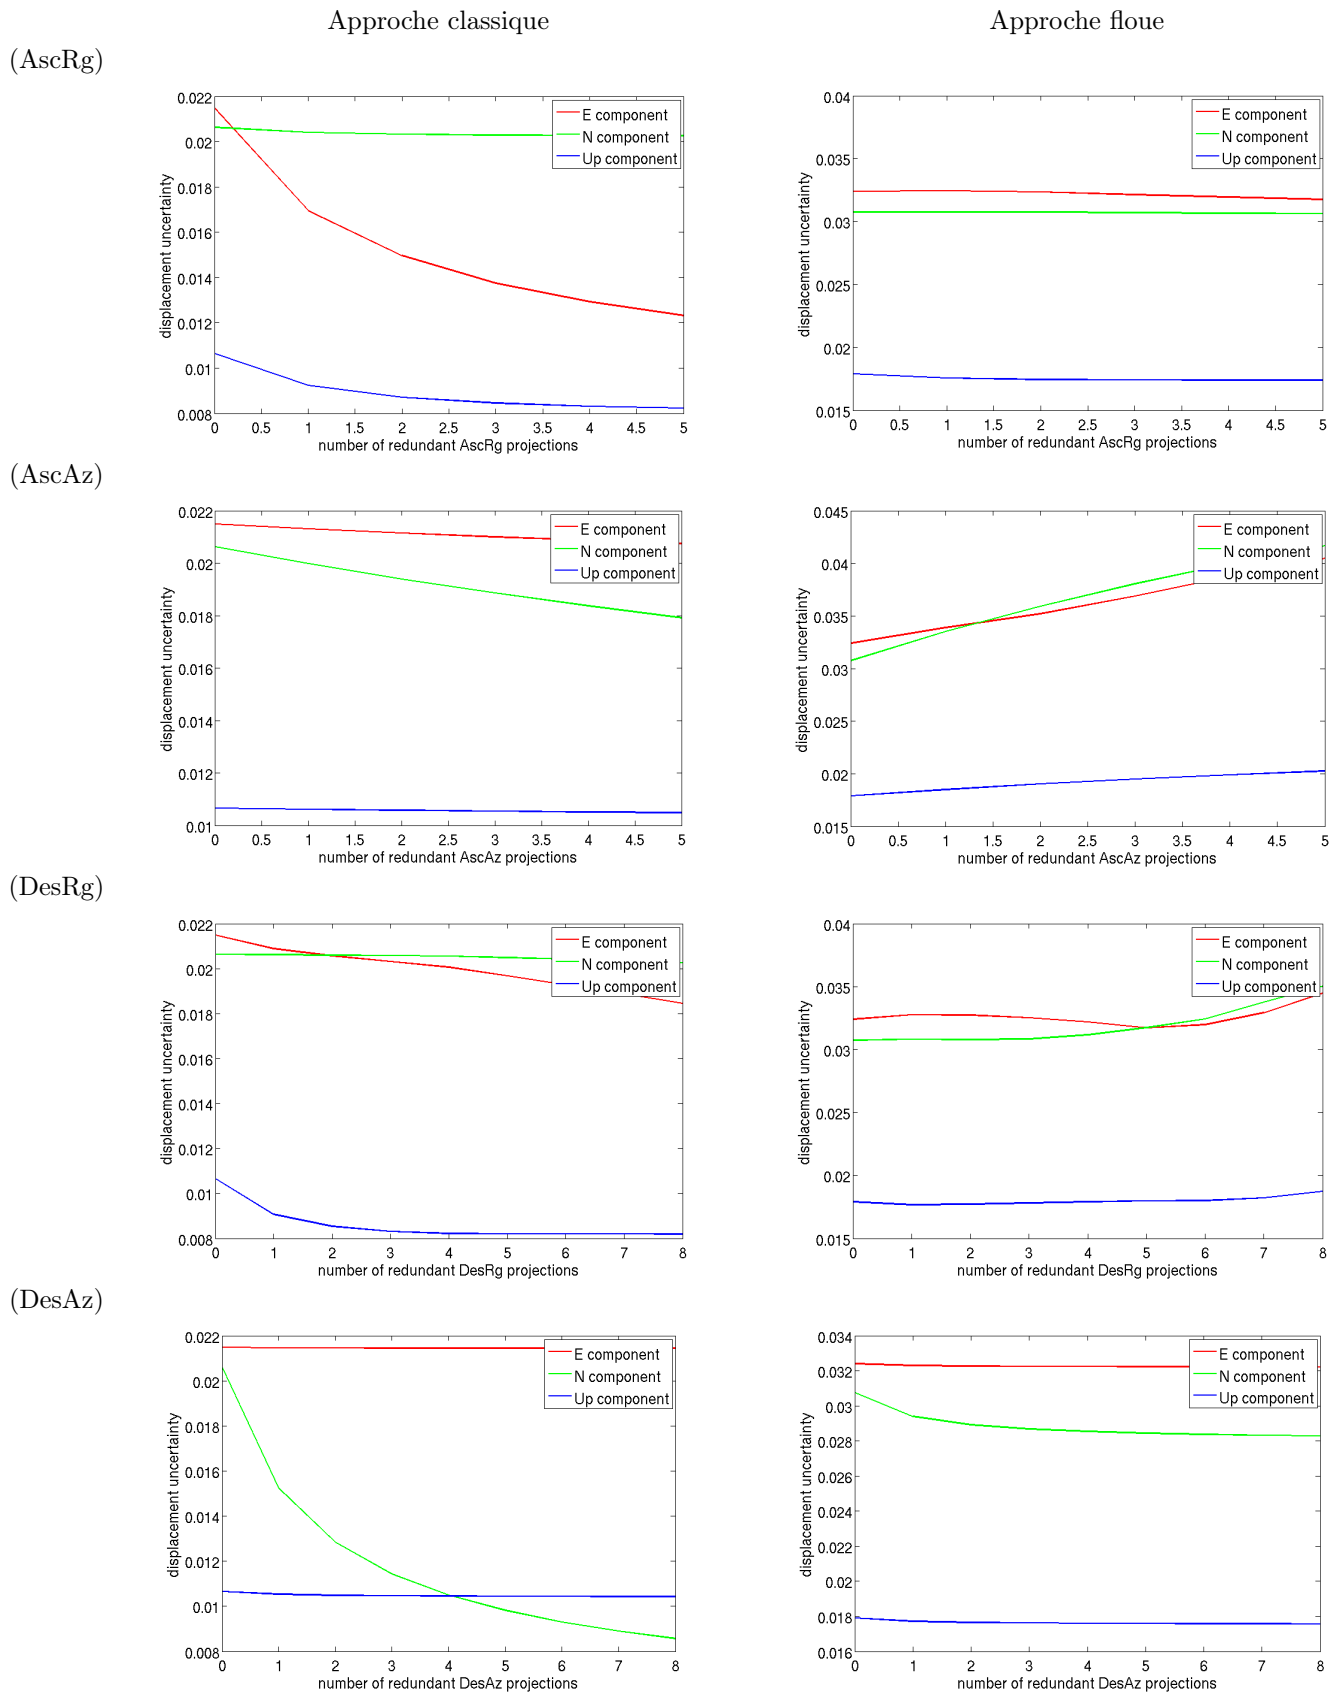 Approche classique
Approche floue
(AscRg)
0.022
0.02
0.018
0.016
0.014
0.012
0.01
0.008
displacement uncertainty
E component
N component
Up component
0 0.5 1 1.5 2 2.5 3 3.5 4 4.5 5
number of redundant AscRg projections
0.04
0.035
0.03
0.025
0.02
0.015
displacement uncertainty
E component
N component
Up component
0 0.5 1 1.5 2 2.5 3 3.5 4 4.5 5
number of redundant AscRg projections
(AscAz)
0.022
0.02
0.018
0.016
0.014
0.012
0.01
displacement uncertainty
E component
N component
Up component
0 0.5 1 1.5 2 2.5 3 3.5 4 4.5 5
number of redundant AscAz projections
0.045
0.04
0.035
0.03
0.025
0.02
0.015
displacement uncertainty
E component
N component
Up component
0 0.5 1 1.5 2 2.5 3 3.5 4 4.5 5
number of redundant AscAz projections
(DesRg)
0.022
0.02
0.018
0.016
0.014
0.012
0.01
0.008
displacement uncertainty
E component
N component
Up component
0 1 2 3 4 5 6 7 8
number of redundant DesRg projections
0.04
0.035
0.03
0.025
0.02
0.015
displacement uncertainty
E component
N component
Up component
0 1 2 3 4 5 6 7 8
number of redundant DesRg projections
(DesAz)
0.022
0.02
0.018
0.016
0.014
0.012
0.01
0.008
displacement uncertainty
E component
N component
Up component
0 1 2 3 4 5 6 7 8
number of redundant DesAz projections
0.034
0.032
0.03
0.028
0.026
0.024
0.022
0.02
0.018
0.016
displacement uncertainty
E component
N component
Up component
0 1 2 3 4 5 6 7 8
number of redundant DesAz projections